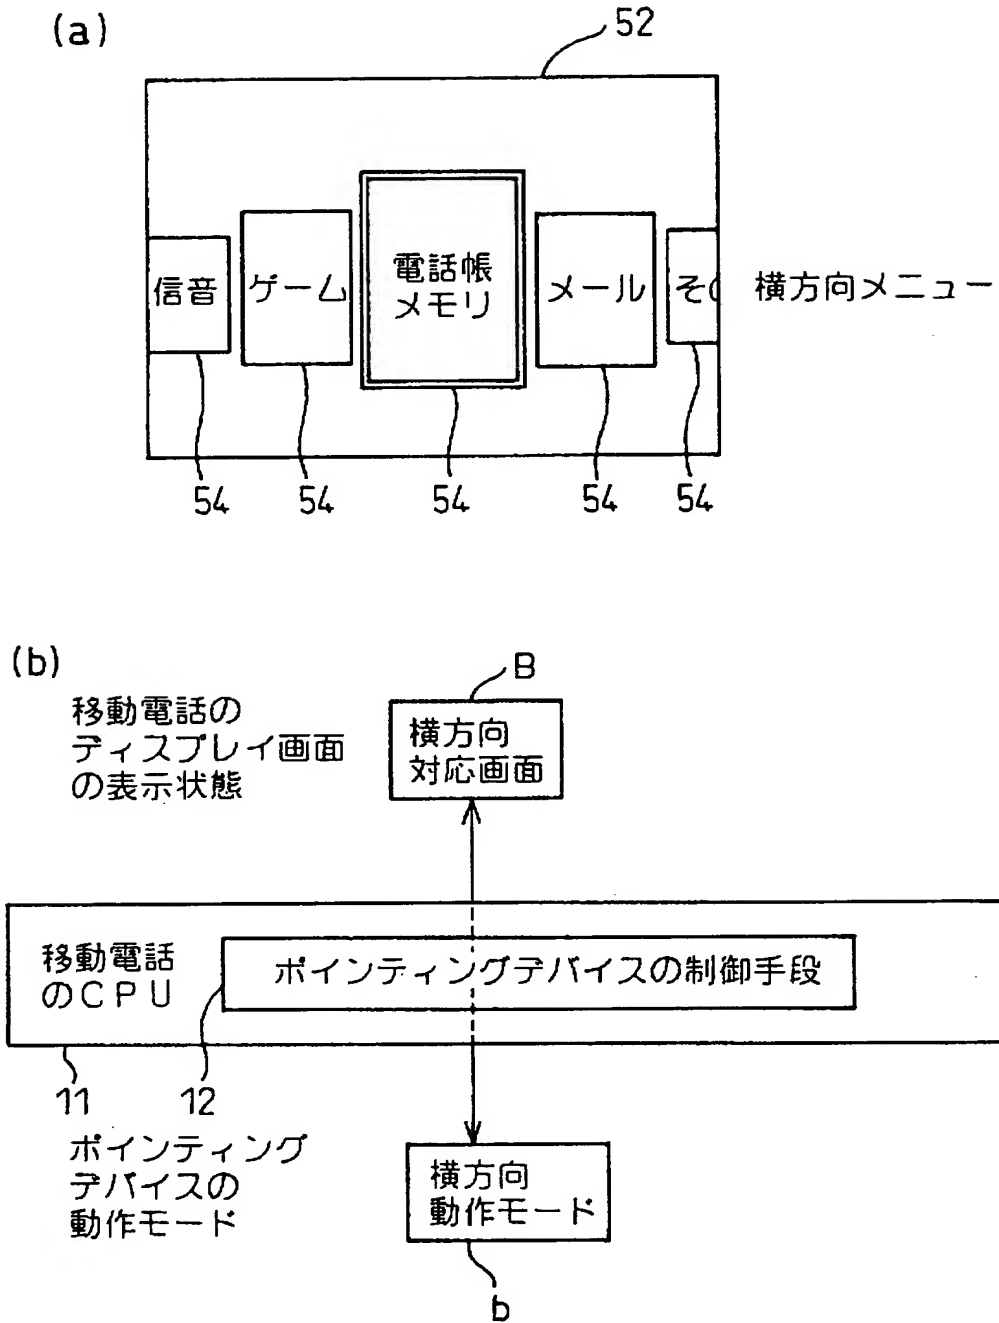 (a)
52
信音
ゲーム
電話帳
メモリ
メール
その
横方向メニュー
54
54
54
54
54
(b)
B
移動電話の
ディスプレイ画面
の表示状態
横方向
対応画面
移動電話
のCPU
ポインティングデバイスの制御手段
11
12
ポインティング
デバイスの
動作モード
横方向
動作モード
b